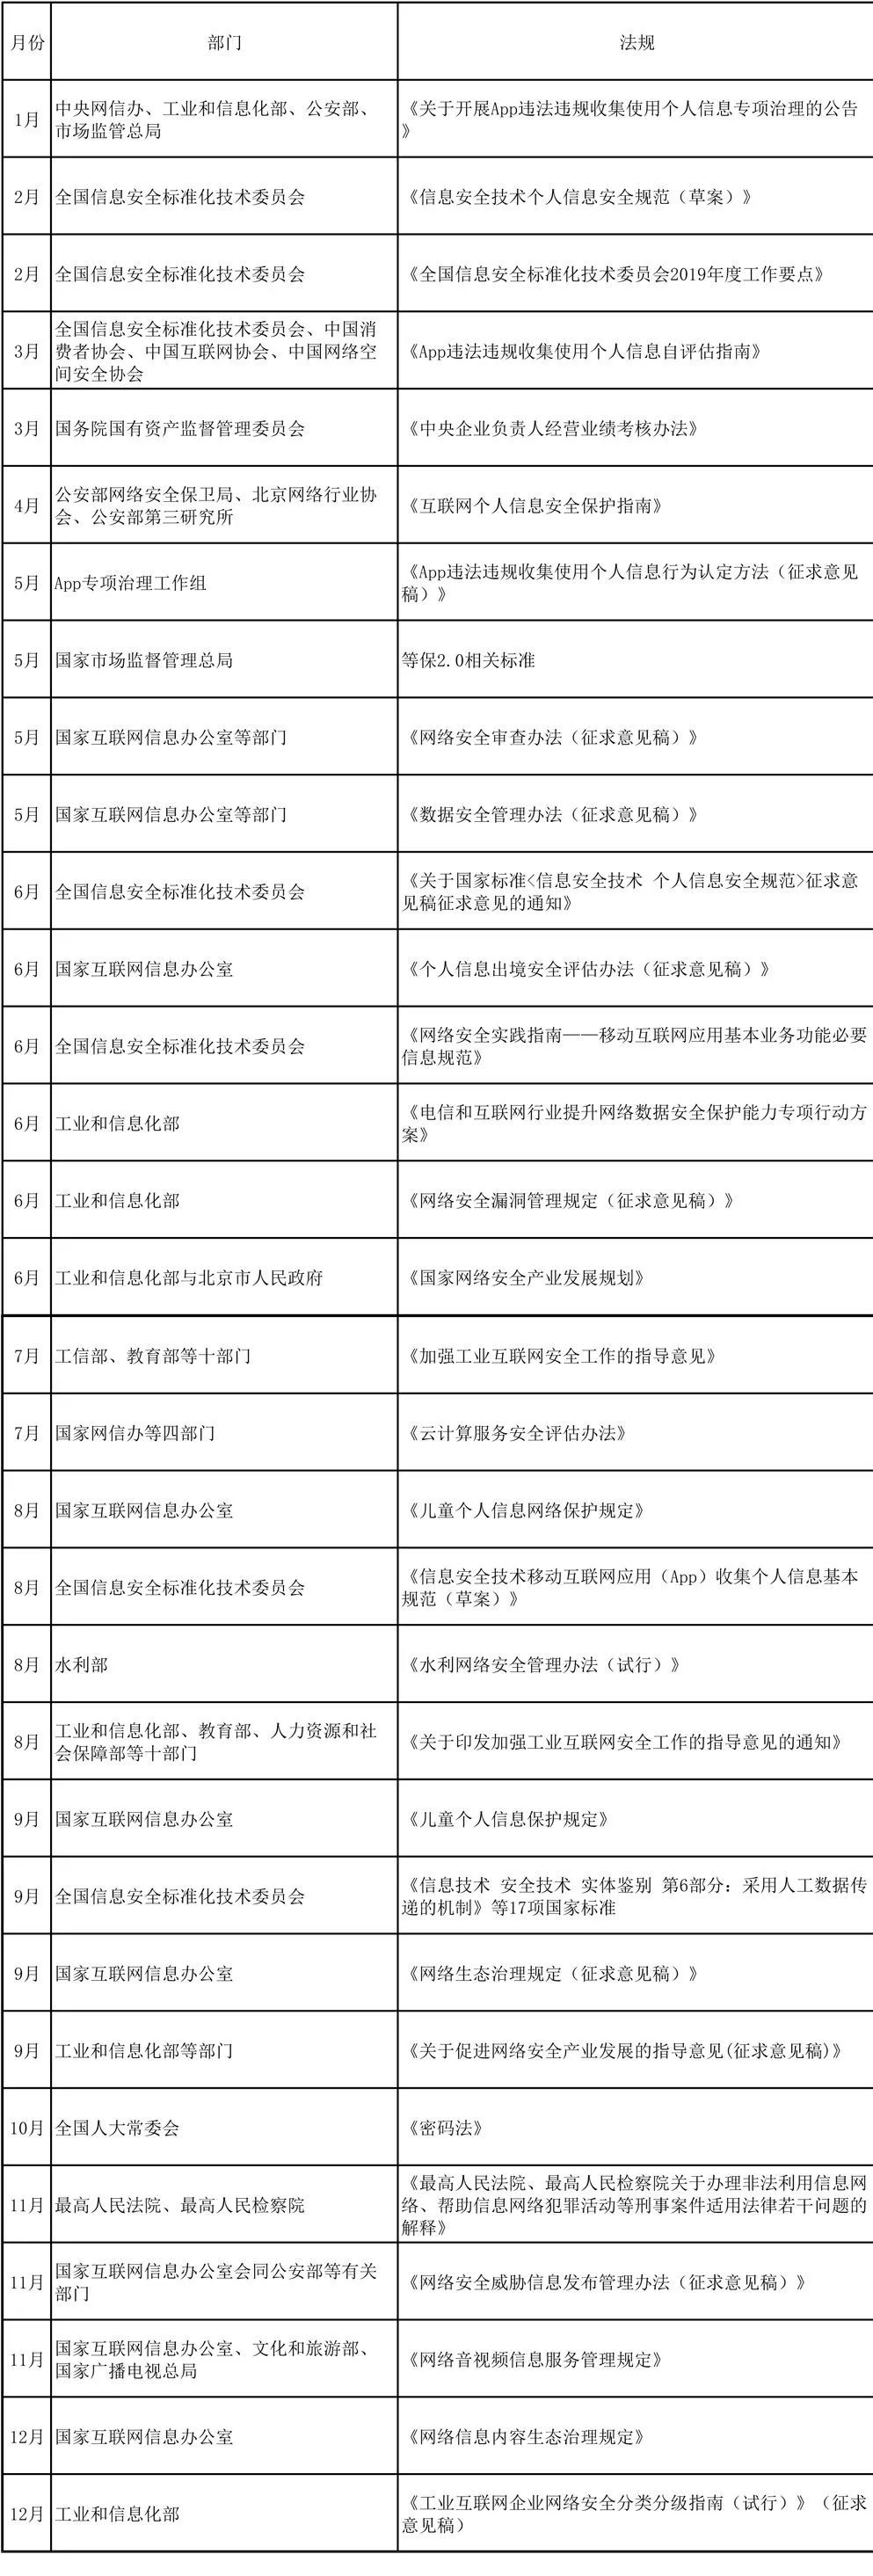 月份 部门 法规
1月 中央网信办、工业和信息化部、公安部、
市场监管总局
《关于开展App违法违规收集使用个人信息专项治理的公告
》
2月 全国信息安全标准化技术委员会 《信息安全技术个人信息安全规范（草案）》
2月 全国信息安全标准化技术委员会 《全国信息安全标准化技术委员会2019年度工作要点》
3月 全国信息安全标准化技术委员会、中国消
费者协会、中国互联网协会、中国网络空
间安全协会
《App违法违规收集使用个人信息自评估指南》
3月 国务院国有资产监督管理委员会 《中央企业负责人经营业绩考核办法》
4月 公安部网络安全保卫局、北京网络行业协
会、公安部第三研究所
《互联网个人信息安全保护指南》
5月 App专项治理工作组 《App违法违规收集使用个人信息行为认定方法（征求意见
稿）》
5月 国家市场监督管理总局 等保2.0相关标准
5月 国家互联网信息办公室等部门 《网络安全审查办法（征求意见稿）》
5月 国家互联网信息办公室等部门 《数据安全管理办法（征求意见稿）》
6月 全国信息安全标准化技术委员会 《关于国家标准<信息安全技术 个人信息安全规范>征求意
见稿征求意见的通知》
6月 国家互联网信息办公室 《个人信息出境安全评估办法（征求意见稿）》
6月 全国信息安全标准化技术委员会 《网络安全实践指南——移动互联网应用基本业务功能必要
信息规范》
6月 工业和信息化部 《电信和互联网行业提升网络数据安全保护能力专项行动方
案》
6月 工业和信息化部 《网络安全漏洞管理规定（征求意见稿）》
6月 工业和信息化部与北京市人民政府 《国家网络安全产业发展规划》
7月 工信部、教育部等十部门 《加强工业互联网安全工作的指导意见》
7月 国家网信办等四部门 《云计算服务安全评估办法》
8月 国家互联网信息办公室 《儿童个人信息网络保护规定》
8月 全国信息安全标准化技术委员会 《信息安全技术移动互联网应用（App）收集个人信息基本
规范（草案）》
8月 水利部 《水利网络安全管理办法（试行）》
8月 工业和信息化部、教育部、人力资源和社
会保障部等十部门
《关于印发加强工业互联网安全工作的指导意见的通知》
9月 国家互联网信息办公室 《儿童个人信息保护规定》
9月 全国信息安全标准化技术委员会 《信息技术 安全技术 实体鉴别 第6部分：采用人工数据传
递的机制》等17项国家标准
9月 国家互联网信息办公室 《网络生态治理规定（征求意见稿）》
9月 工业和信息化部等部门 《关于促进网络安全产业发展的指导意见(征求意见稿)》
10月 全国人大常委会 《密码法》
11月 最高人民法院、最高人民检察院 《最高人民法院、最高人民检察院关于办理非法利用信息网
络、帮助信息网络犯罪活动等刑事案件适用法律若干问题的
解释》
11月 国家互联网信息办公室会同公安部等有关
部门
《网络安全威胁信息发布管理办法（征求意见稿）》
11月 国家互联网信息办公室、文化和旅游部、
国家广播电视总局
《网络音视频信息服务管理规定》
12月 国家互联网信息办公室 《网络信息内容生态治理规定》
12月 工业和信息化部 《工业互联网企业网络安全分类分级指南（试行）》（征求
意见稿）